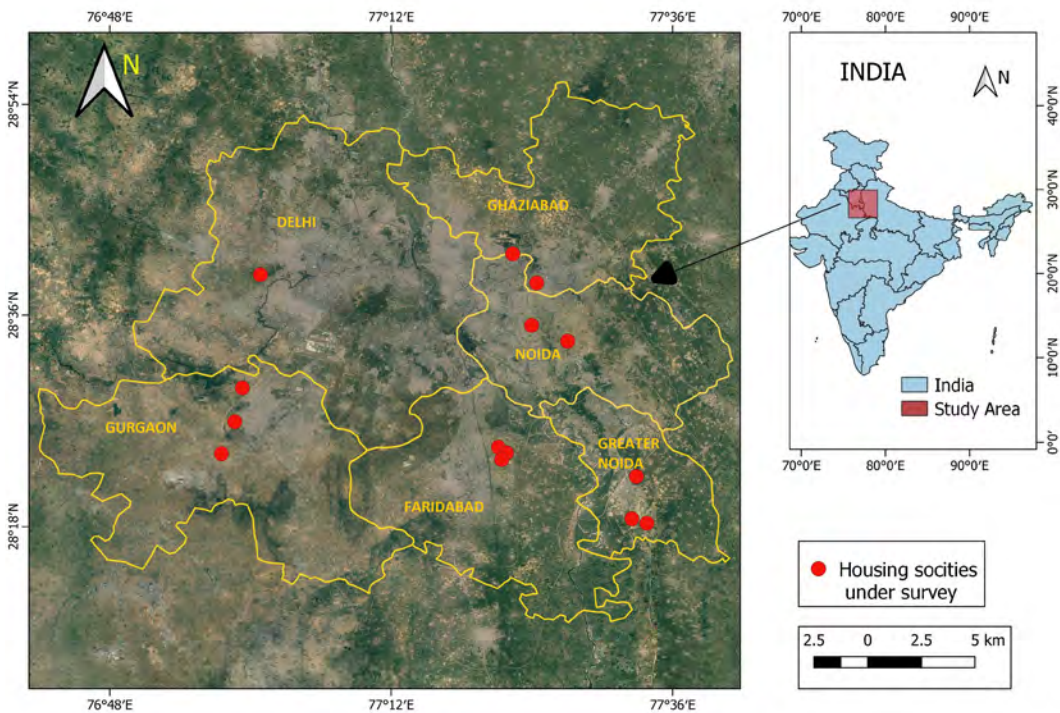 76°48'E 77°12'E 77°36'E
28°54'N
28°36'N
28°18'N
N
DELHI
GHAZIABAD
NOIDA
GURGAON
GREATER
NOIDA
FARIDABAD
76°48'E 77°12'E 77°36'E
70°0'E 80°0'E 90°0'E
INDIA
N
40°0'N
30°0'N
20°0'N
10°0'N
0°0'
India
Study Area
70°0'E 80°0'E 90°0'E
Housing socities
under survey
2.5 0 2.5 5 km